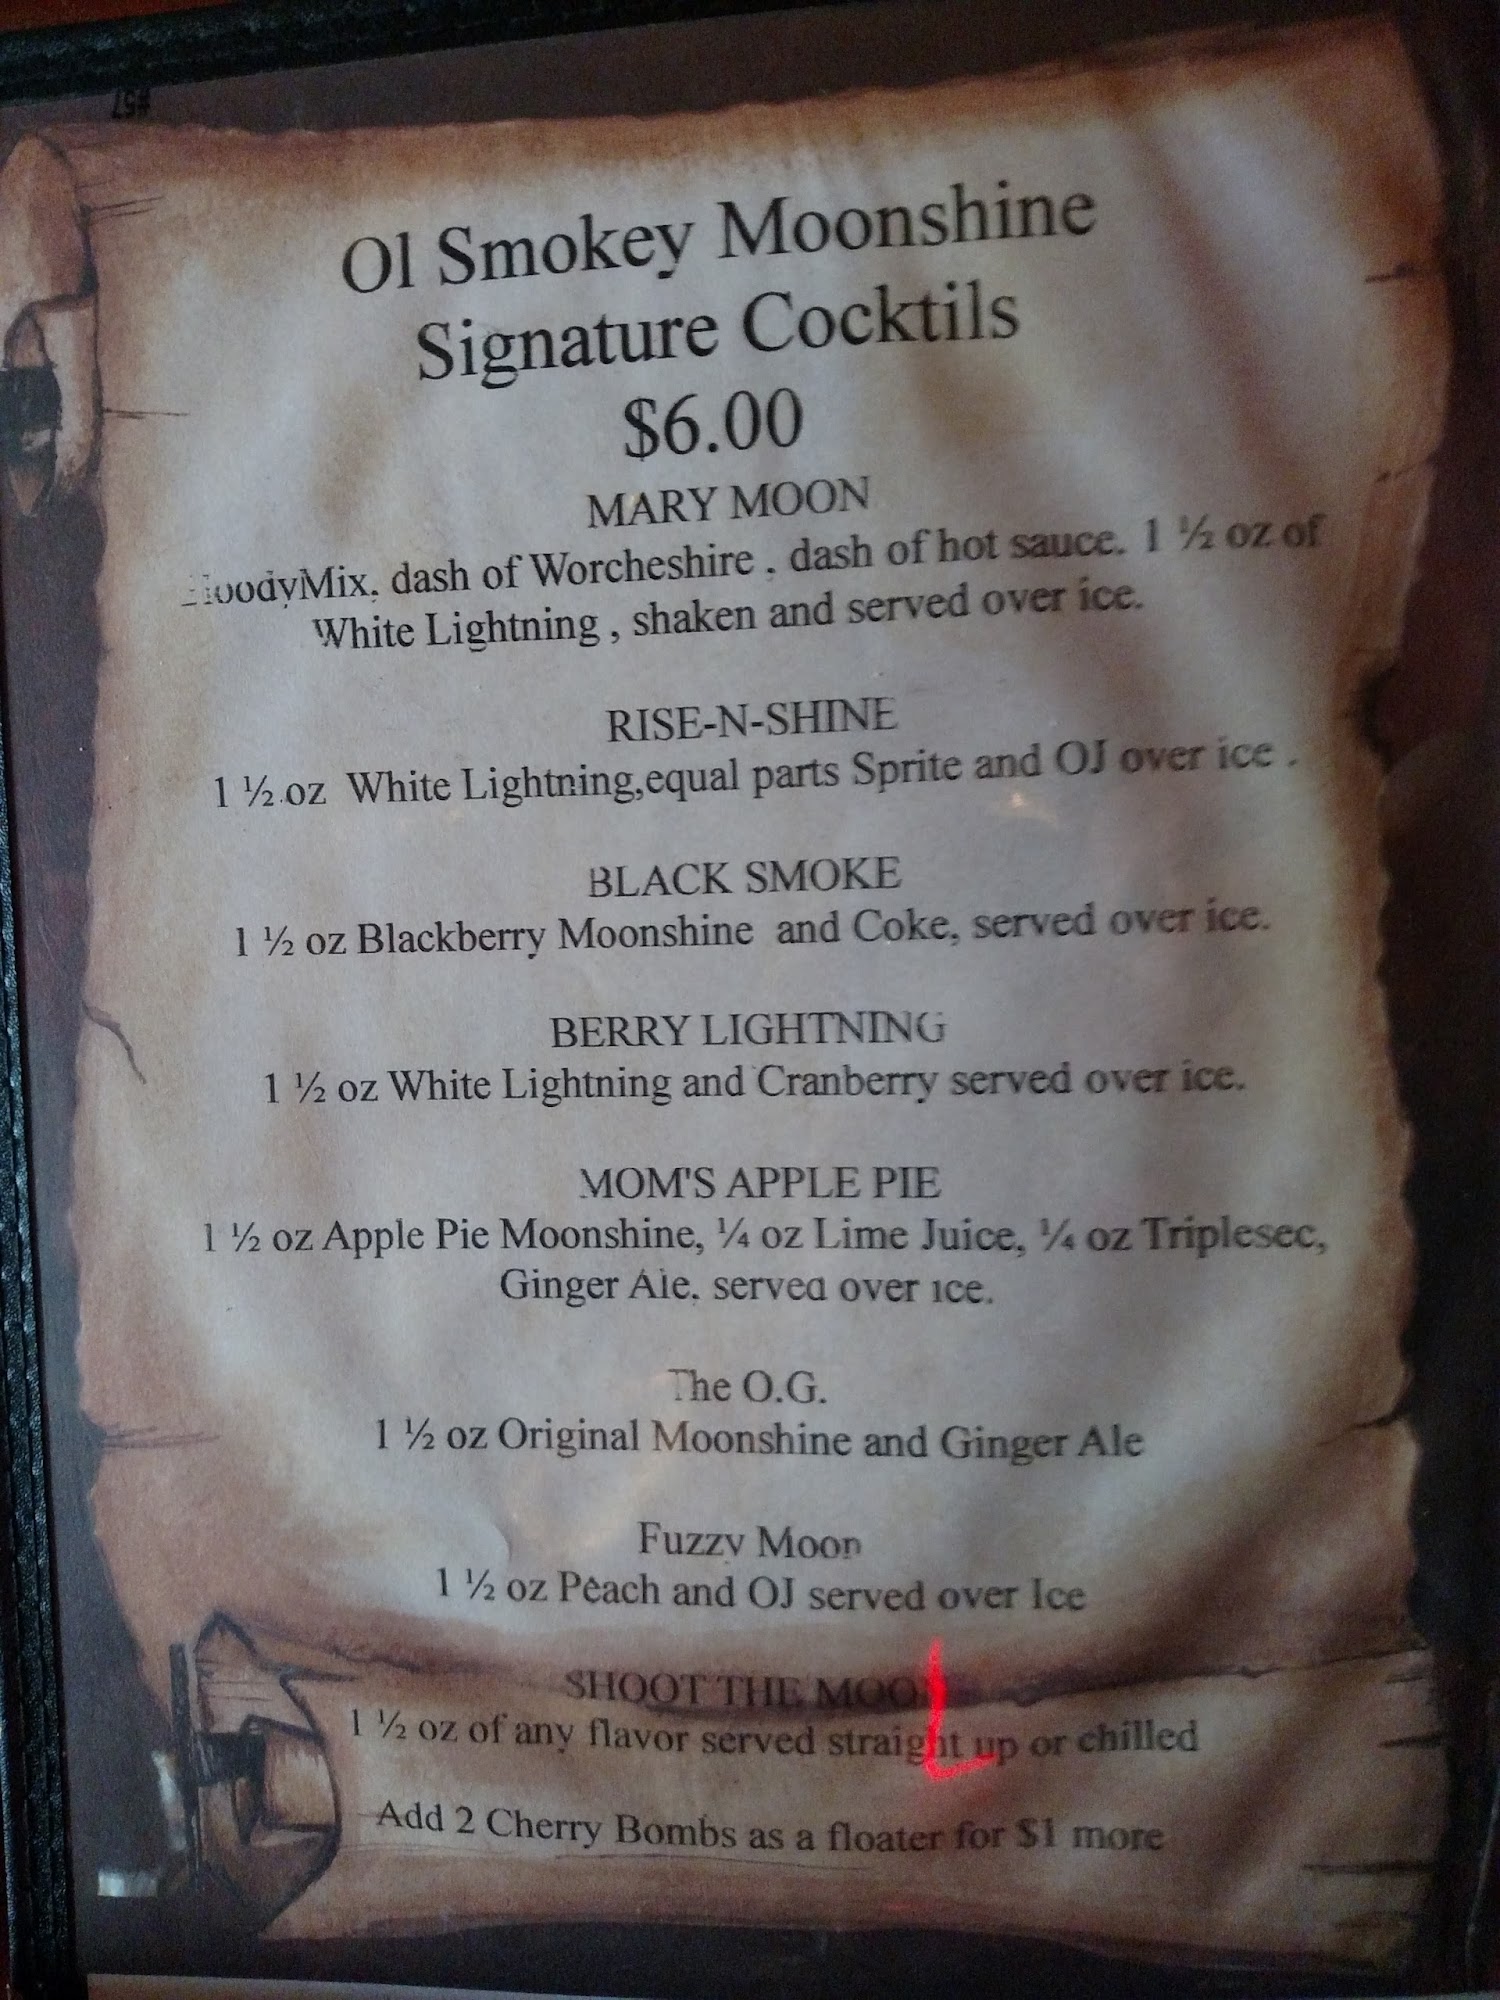 #57
Ol Smokey Moonshine
Signature Cocktils
$6.00
MARY MOON
BloodyMix, dash of Worcheshire , dash of hot sauce. 1 ½ oz of
White Lightning , shaken and served over ice.
RISE-N-SHINE
1 ½ oz White Lightning,equal parts Sprite and OJ over ice .
BLACK SMOKE
1 ½ oz Blackberry Moonshine and Coke, served over ice.
BERRY LIGHTNING
1 ½ oz White Lightning and Cranberry served over ice.
MOM'S APPLE PIE
1 ½ oz Apple Pie Moonshine, ¼ oz Lime Juice, ¼ oz Triplesec,
Ginger Ale, served over ice.
The O.G.
1 ½ oz Original Moonshine and Ginger Ale
Fuzzy Moon
1 ½ oz Peach and OJ served over Ice
SHOOT THE MOON
1 ½ oz of any flavor served straight up or chilled
Add 2 Cherry Bombs as a floater for $1 more